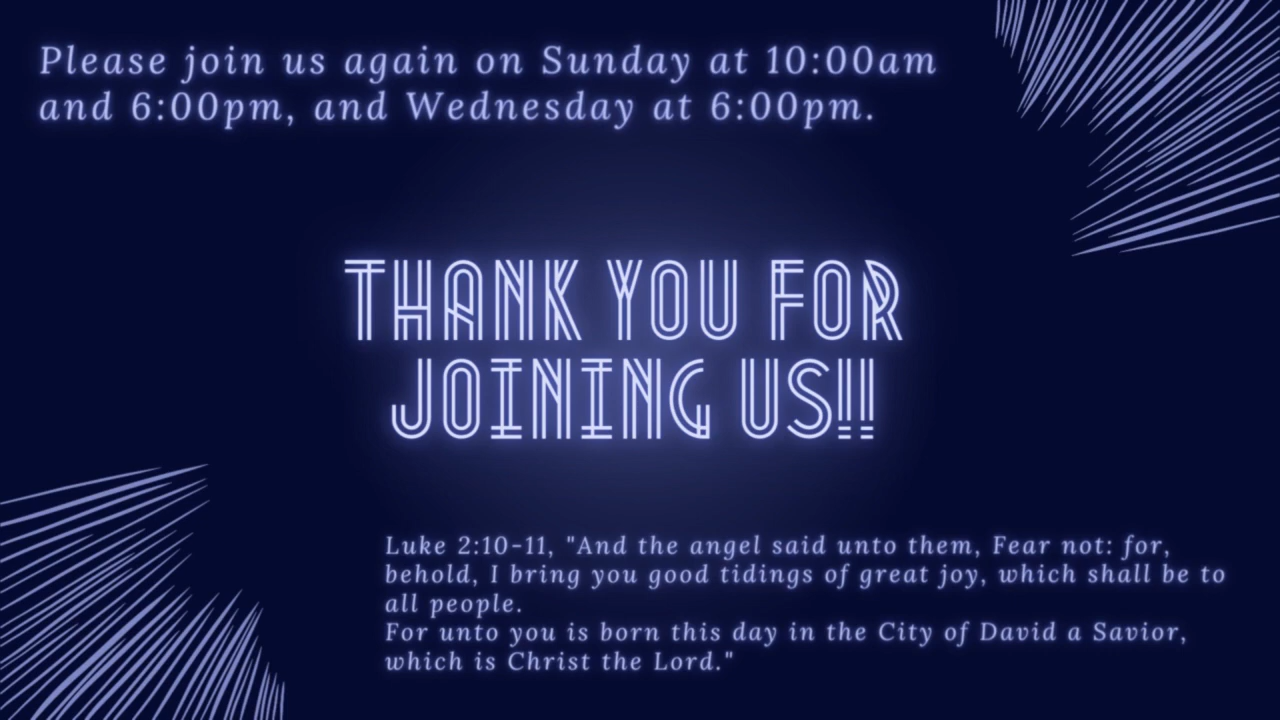 Please join us again on Sunday at 10:00am
and 6:00pm, and Wednesday at 6:00pm.
THANK YOU FOR
JOINING US!!
Luke 2:10-11, "And the angel said unto them, Fear not: for,
behold, I bring you good tidings of great joy, which shall be to
all people.
For unto you is born this day in the City of David a Savior,
which is Christ the Lord."